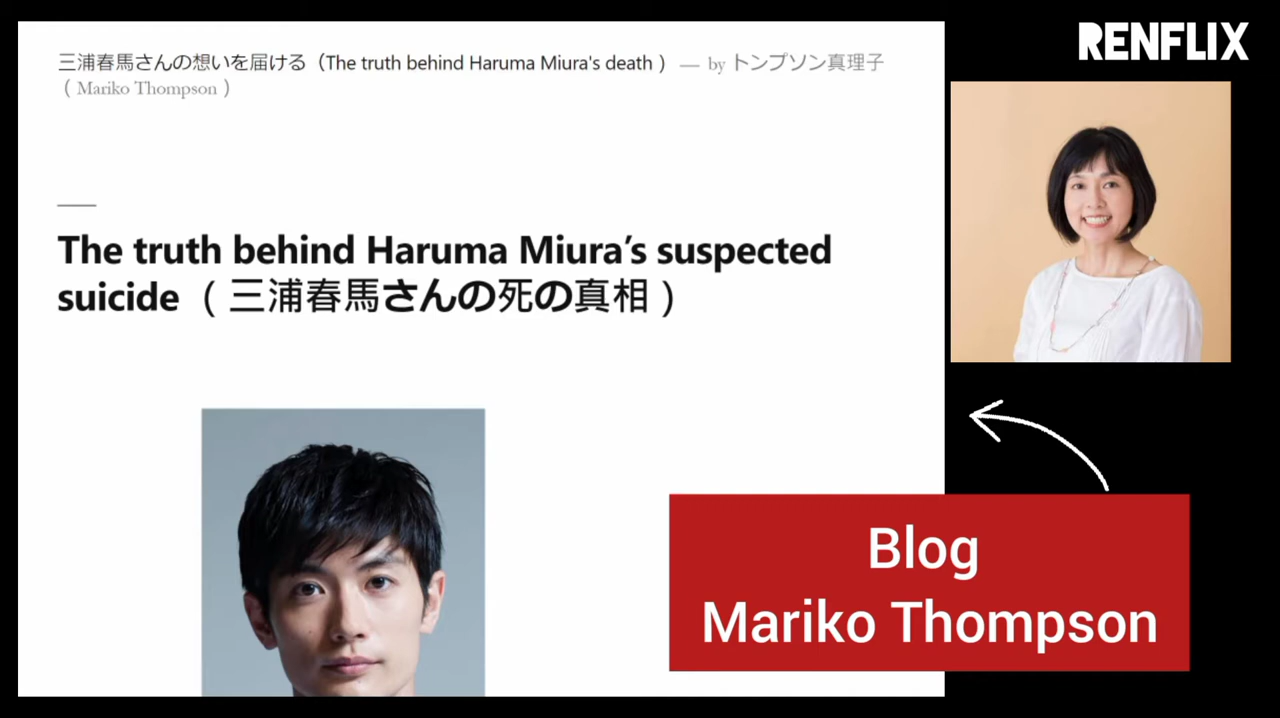 三浦春馬さんの想いを届ける（The truth behind Haruma Miura's death ） — by トンプソン真理子
（ Mariko Thompson ）
The truth behind Haruma Miura’s suspected
suicide （三浦春馬さんの死の真相）
RENFLIX
Blog
Mariko Thompson